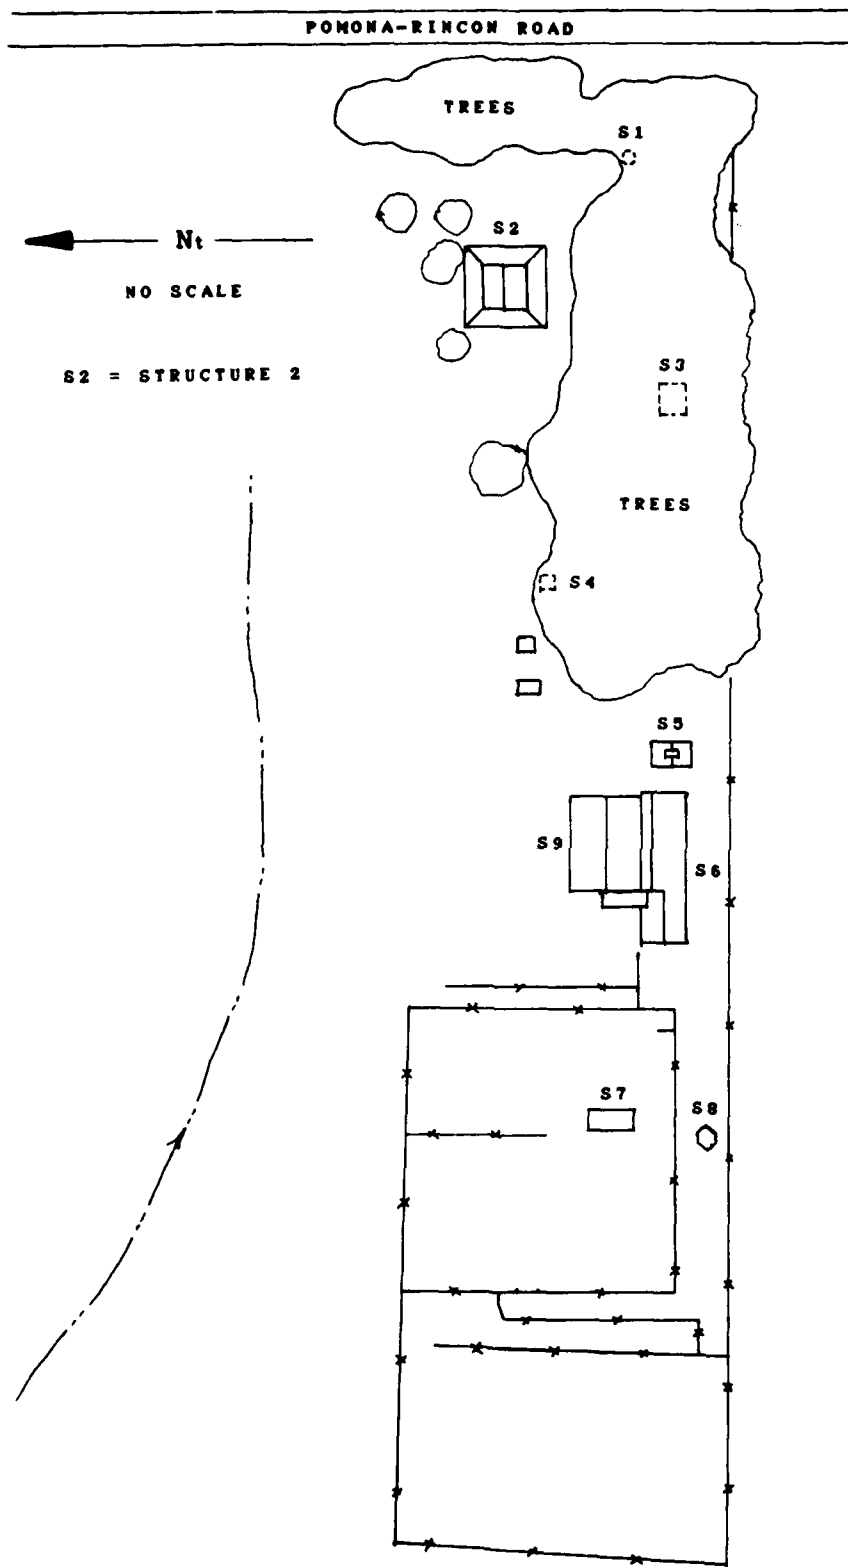 POMONA-RINCON ROAD
TREES
S1
S2
Nt
NO SCALE
S2 = STRUCTURE 2
S3
TREES
S4
S5
S9
S6
S7
S8